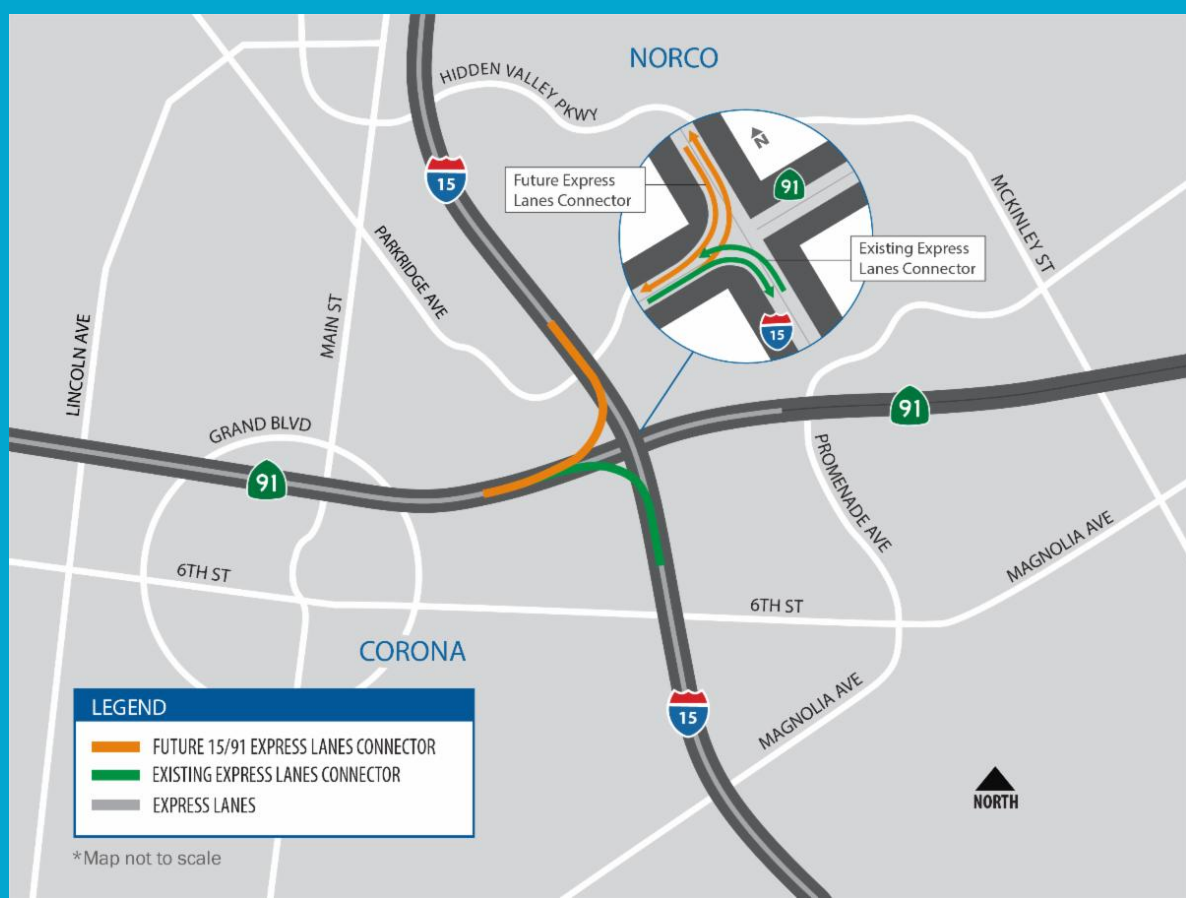 NORCO
HIDDEN VALLEY PKWY
15
Future Express
Lanes Connector
N
91
MCKINLEY ST
PARKRIDGE AVE
Existing Express
Lanes Connector
15
MAIN ST
LINCOLN AVE
GRAND BLVD
91
91
PROMENADE AVE
MAGNOLIA AVE
6TH ST
6TH ST
CORONA
15
MAGNOLIA AVE
LEGEND
FUTURE 15/91 EXPRESS LANES CONNECTOR
EXISTING EXPRESS LANES CONNECTOR
EXPRESS LANES
NORTH
*Map not to scale